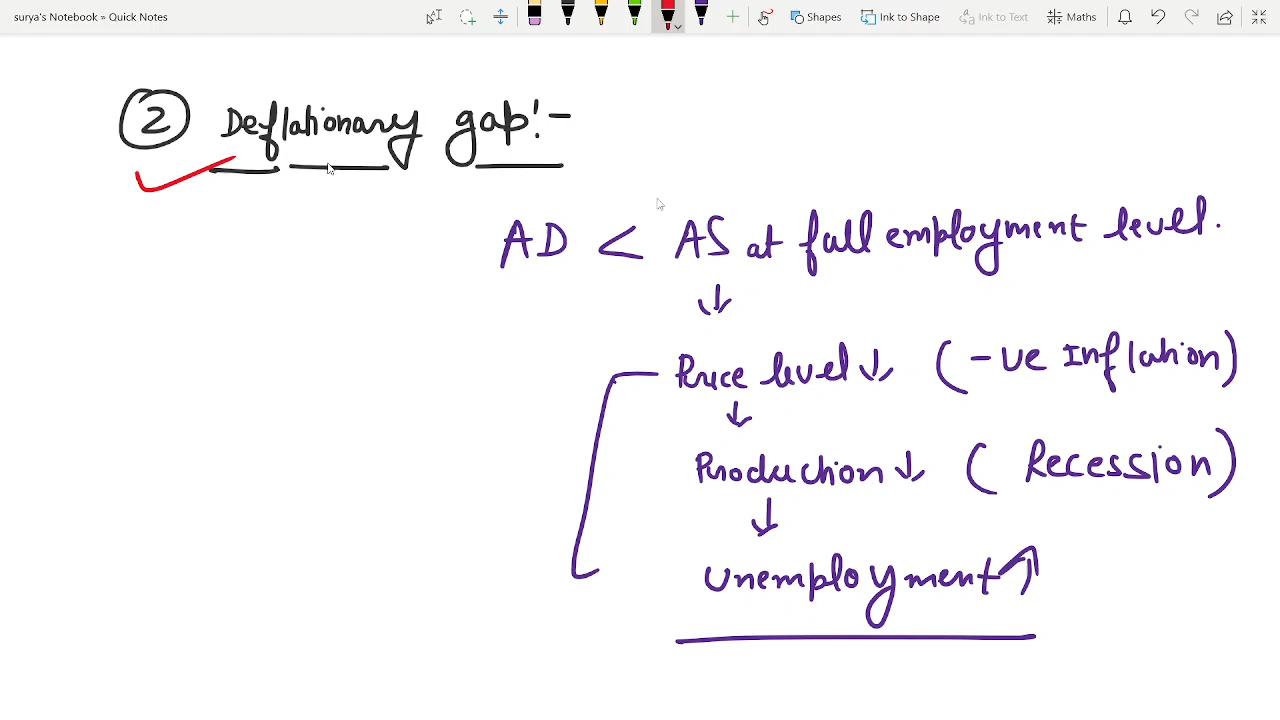 surya's Notebook » Quick Notes
Shapes Ink to Shape Ink to Text Maths
② Deflationary gap!-
AD < AS at full employment level.
↓
Price level ↓ (-ve Inflation)
↓
Production ↓ (Recession)
↓
Unemployment ↑